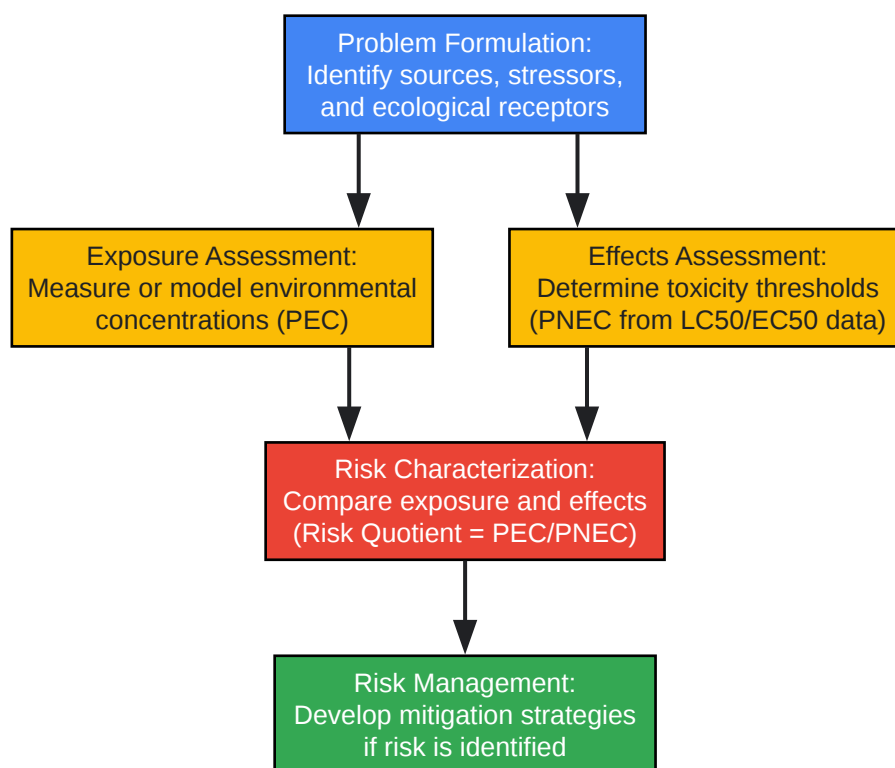 Problem Formulation:
Identify sources, stressors,
and ecological receptors
Exposure Assessment:
Measure or model environmental
concentrations (PEC)
Effects Assessment:
Determine toxicity thresholds
(PNEC from LC50/EC50 data)
Risk Characterization:
Compare exposure and effects
(Risk Quotient = PEC/PNEC)
Risk Management:
Develop mitigation strategies
if risk is identified